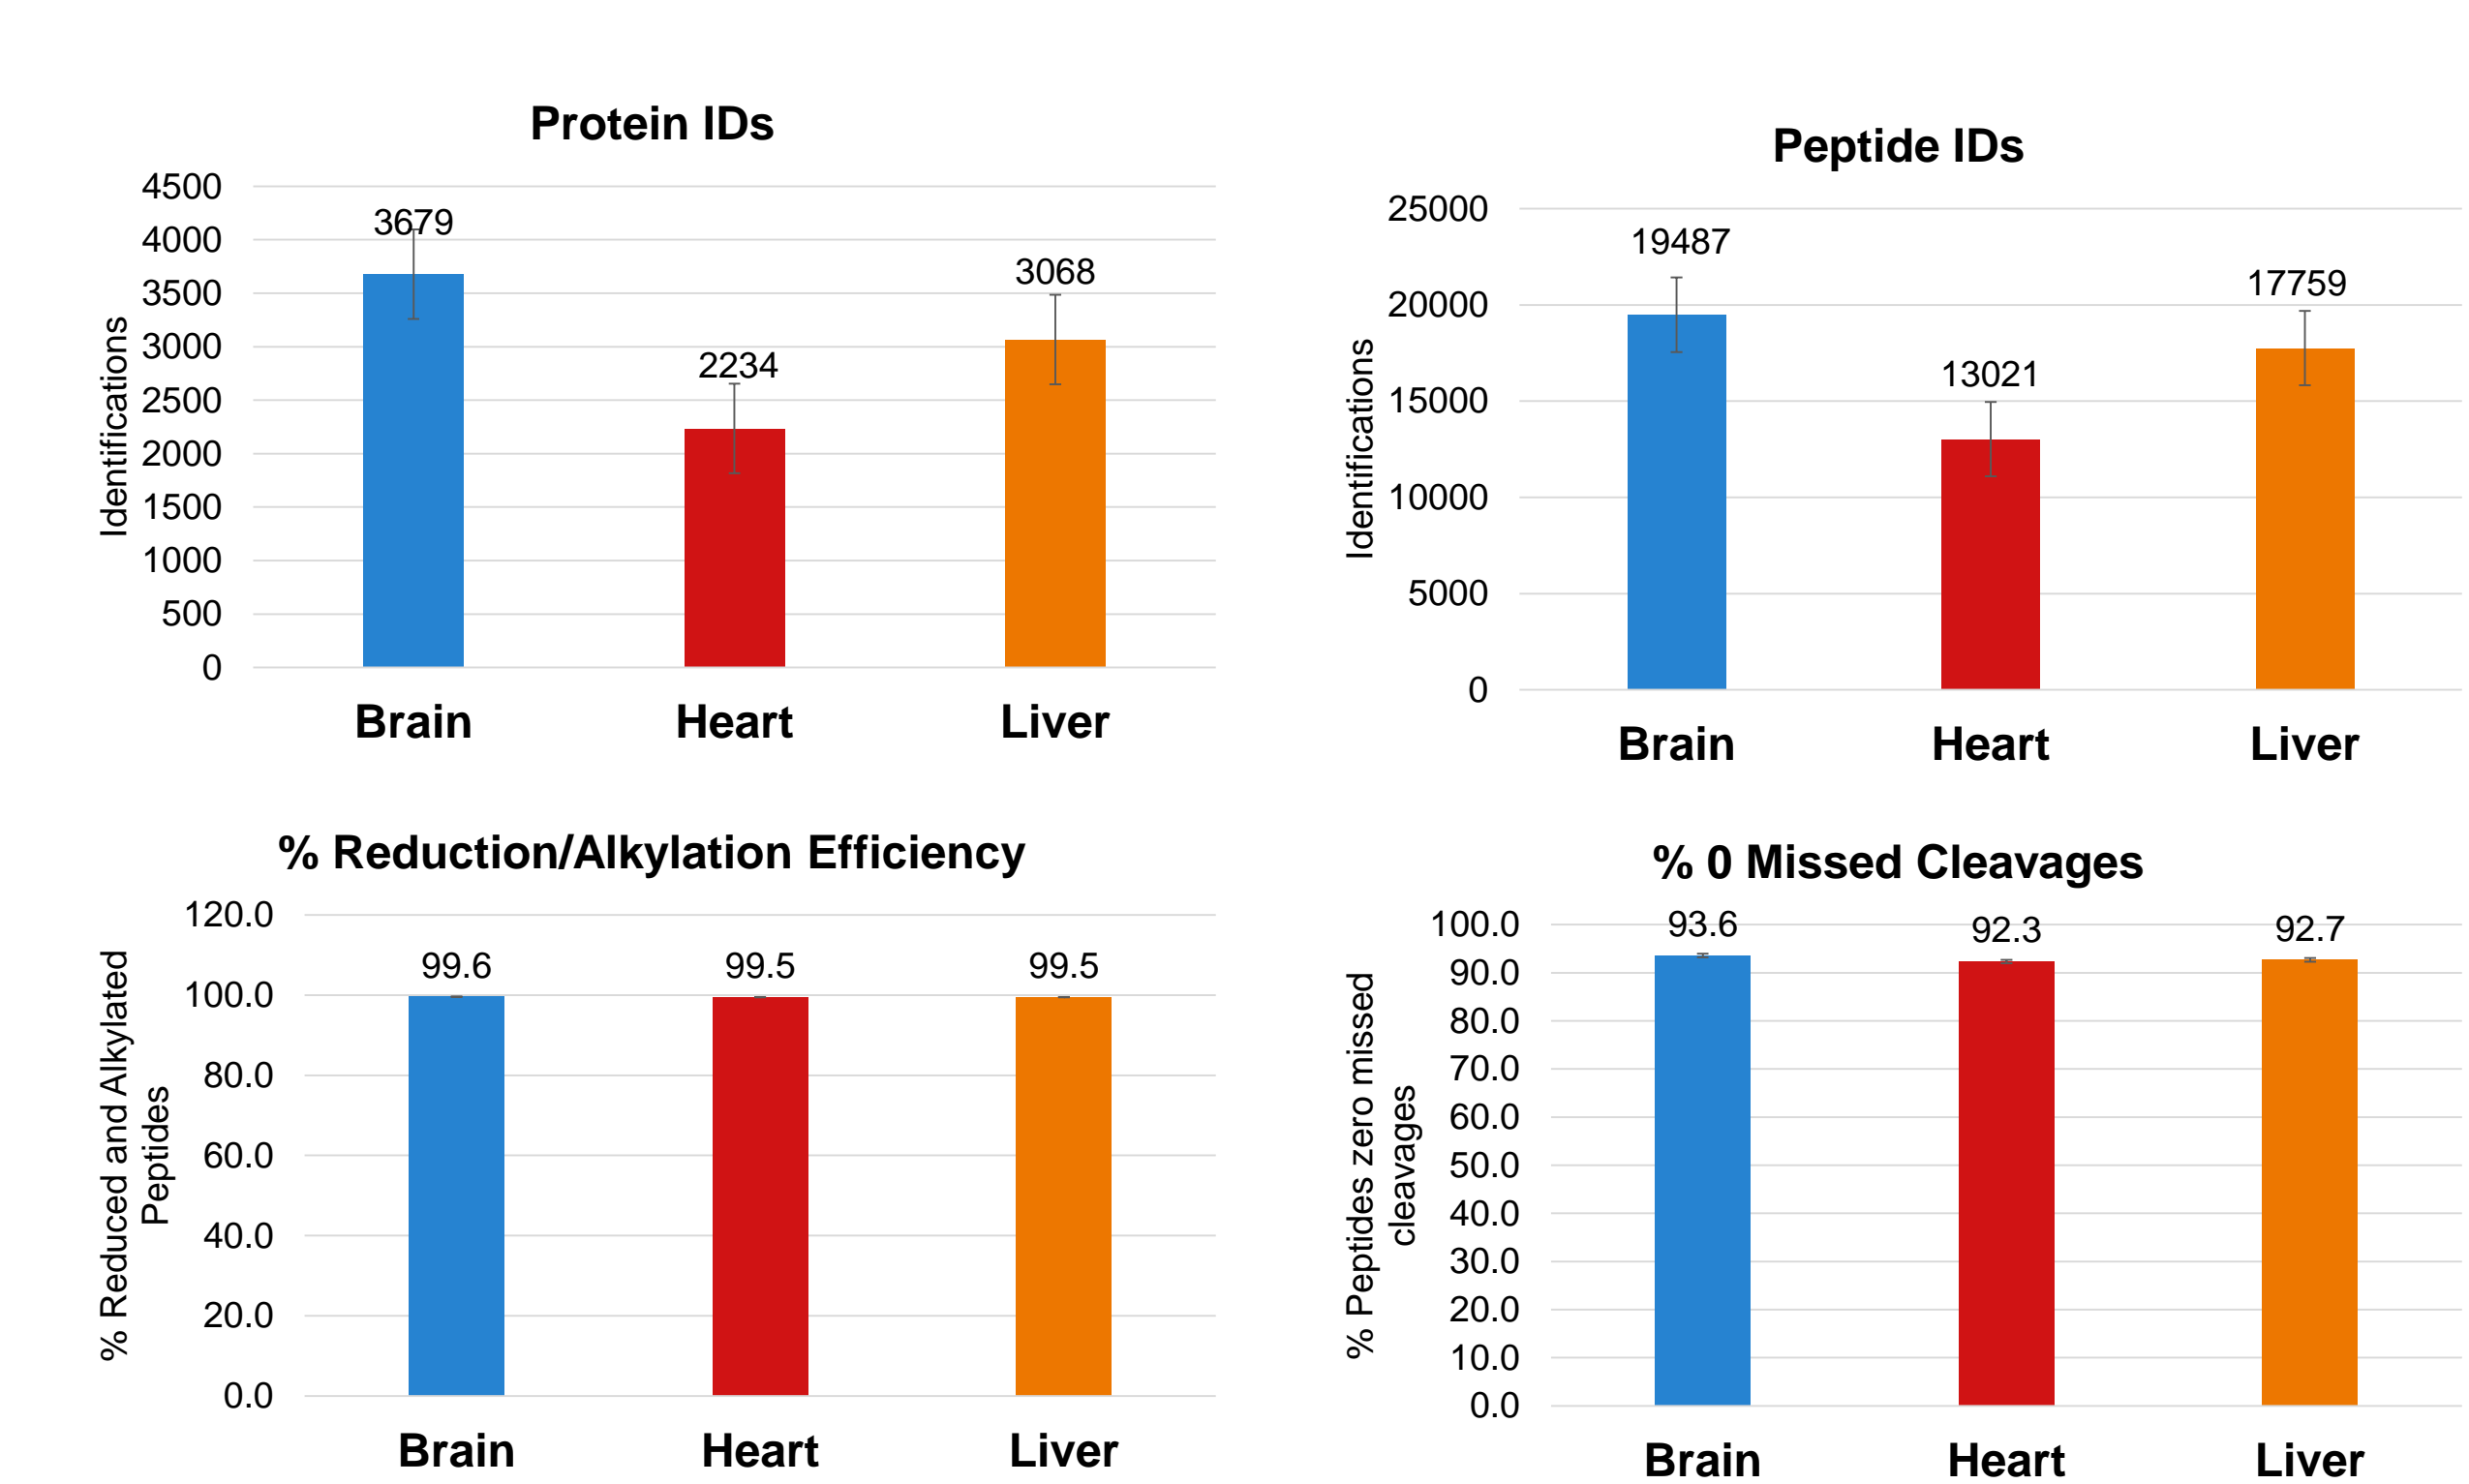 Protein IDs
Identifications
4500
4000
3500
3000
2500
2000
1500
1000
500
0
3679
2234
3068
Brain
Heart
Liver
Peptide IDs
Identifications
25000
20000
15000
10000
5000
0
19487
13021
17759
Brain
Heart
Liver
% Reduction/Alkylation Efficiency
% Reduced and Alkylated
Peptides
120.0
100.0
80.0
60.0
40.0
20.0
0.0
99.6
99.5
99.5
Brain
Heart
Liver
% 0 Missed Cleavages
% Peptides zero missed
cleavages
100.0
90.0
80.0
70.0
60.0
50.0
40.0
30.0
20.0
10.0
0.0
93.6
92.3
92.7
Brain
Heart
Liver